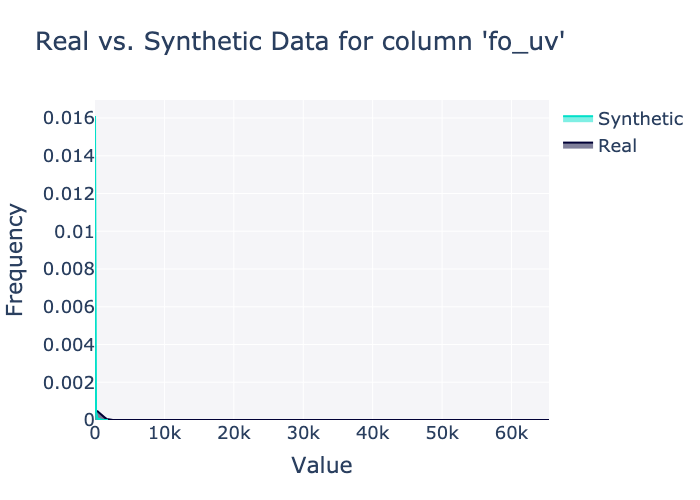 Real vs. Synthetic Data for column 'fo_uv'
Synthetic
Real
Frequency
0.016
0.014
0.012
0.01
0.008
0.006
0.004
0.002
0
0 10k 20k 30k 40k 50k 60k
Value